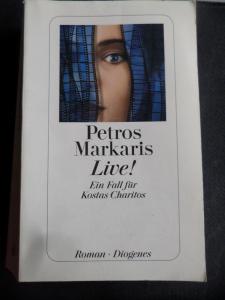 Petros
Markaris
Live!
Ein Fall für
Kostas Charitos
Roman · Diogenes